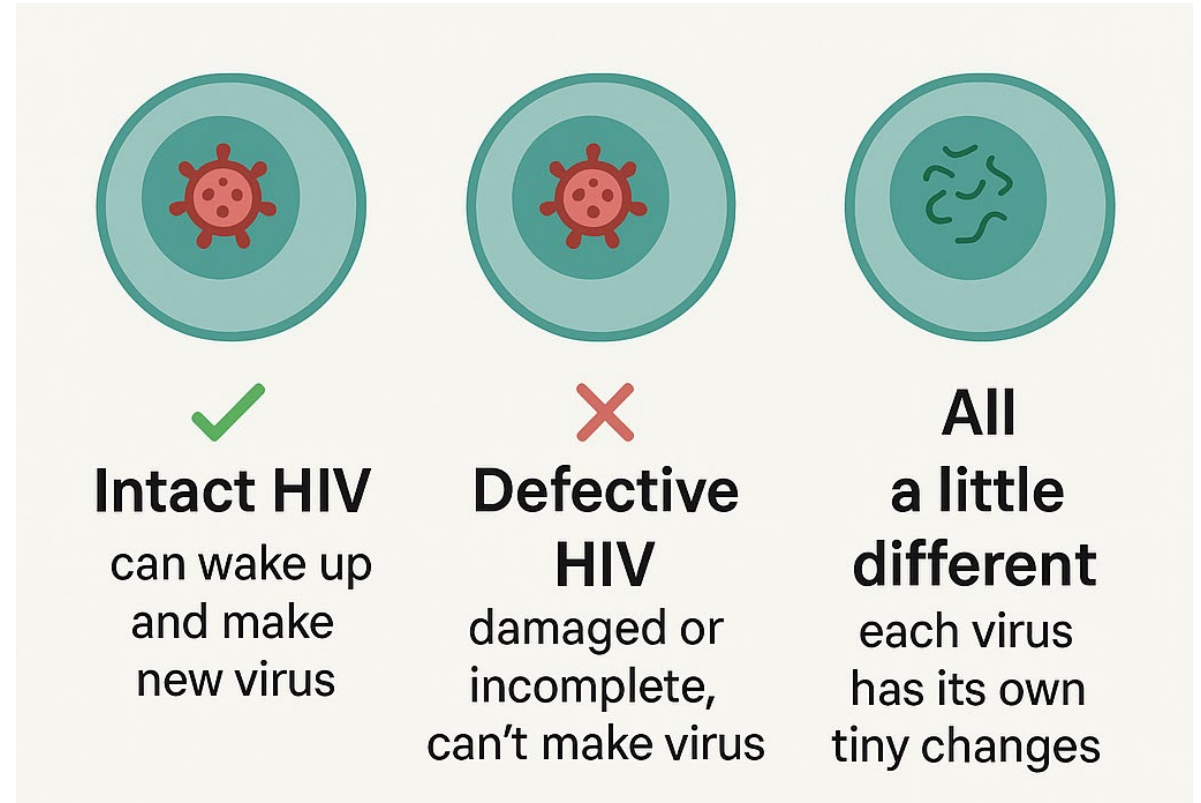 Intact HIV
can wake up
and make
new virus
Defective
HIV
damaged or
incomplete,
can't make virus
All
a little
different
each virus
has its own
tiny changes